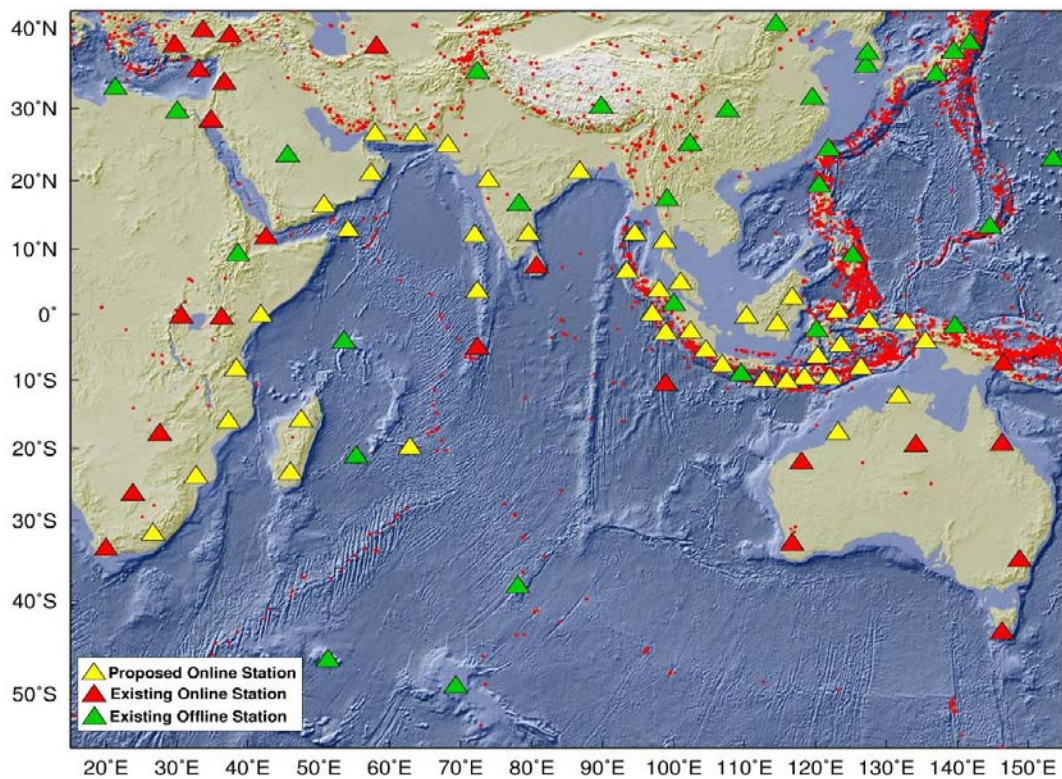 40°N
30°N
20°N
10°N
0°
10°S
20°S
30°S
40°S
50°S
Proposed Online Station
Existing Online Station
Existing Offline Station
20°E 30°E 40°E 50°E 60°E 70°E 80°E 90°E 100°E 110°E 120°E 130°E 140°E 150°E